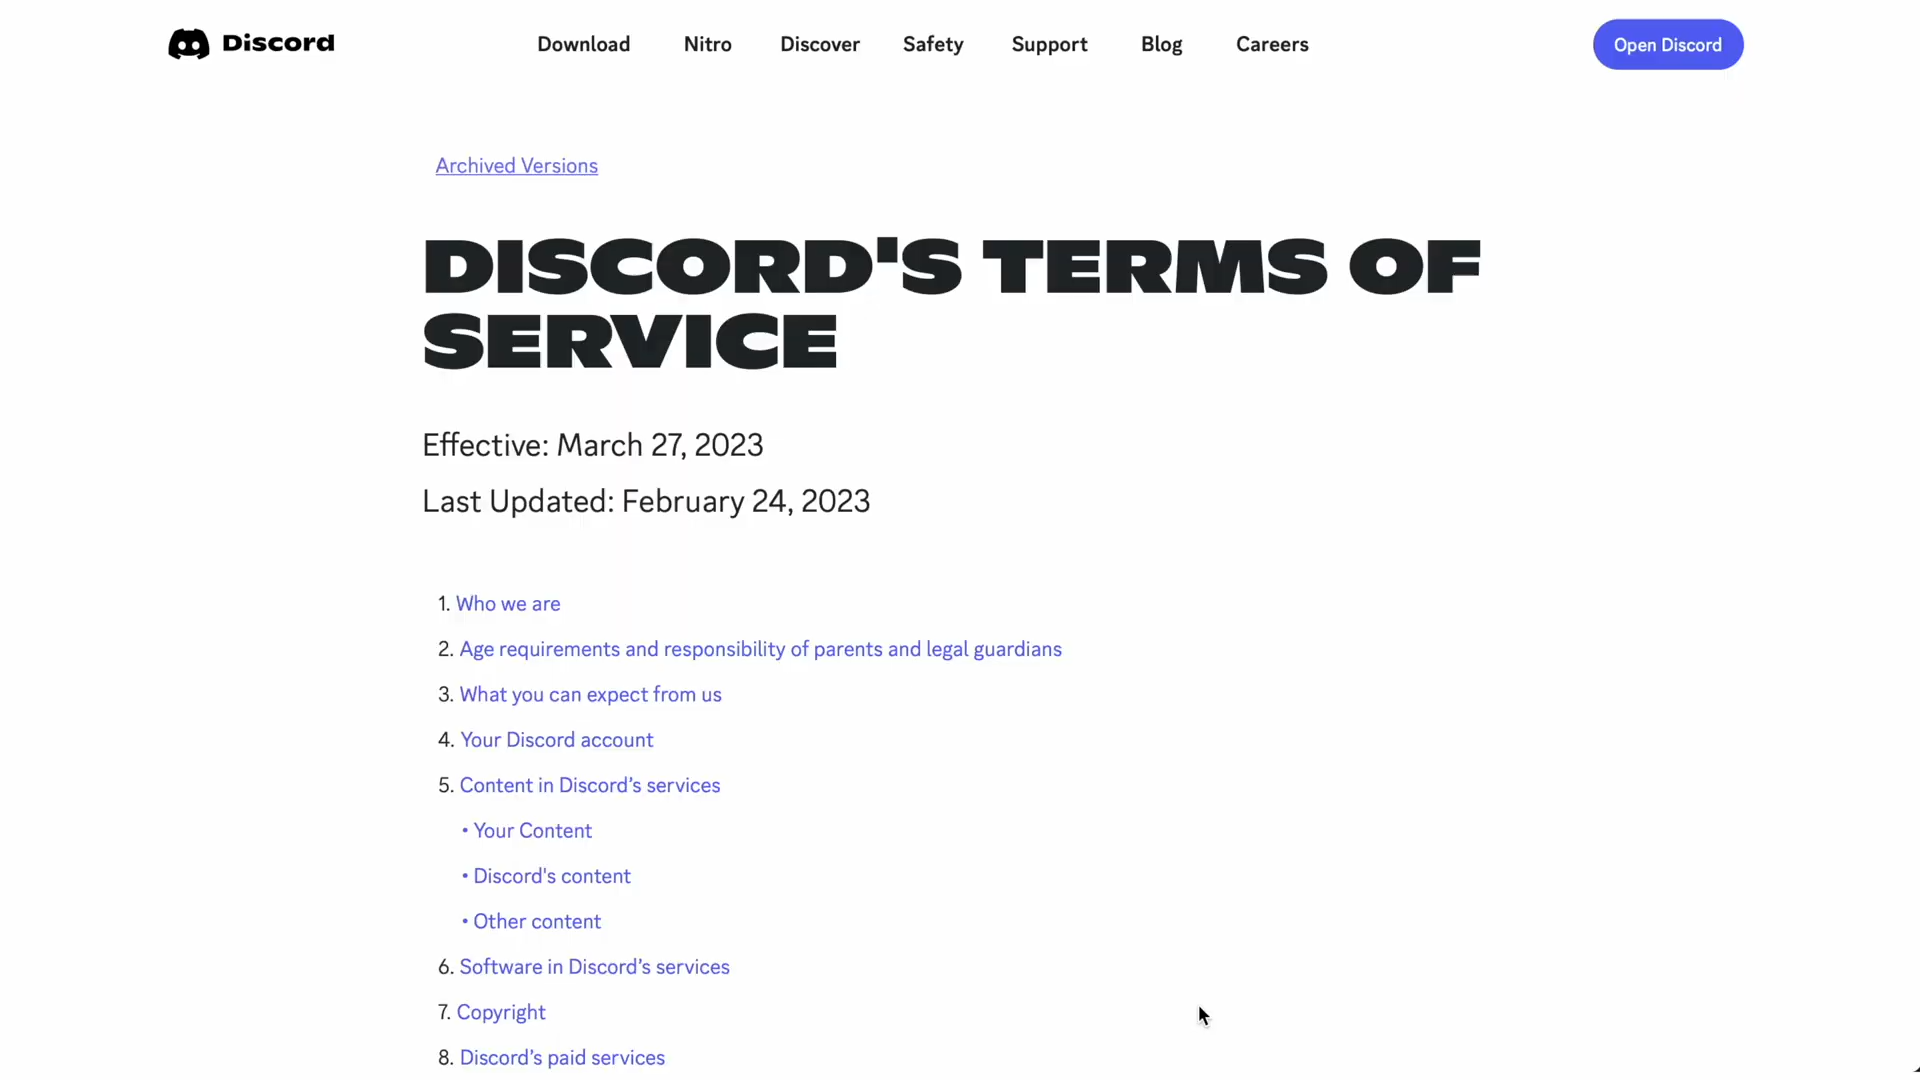 Discord
Download
Nitro
Discover
Safety
Support
Blog
Careers
Open Discord
Archived Versions
DISCORD'S TERMS OF
SERVICE
Effective: March 27, 2023
Last Updated: February 24, 2023
1. Who we are
2. Age requirements and responsibility of parents and legal guardians
3. What you can expect from us
4. Your Discord account
5. Content in Discord’s services
• Your Content
• Discord's content
• Other content
6. Software in Discord’s services
7. Copyright
8. Discord’s paid services